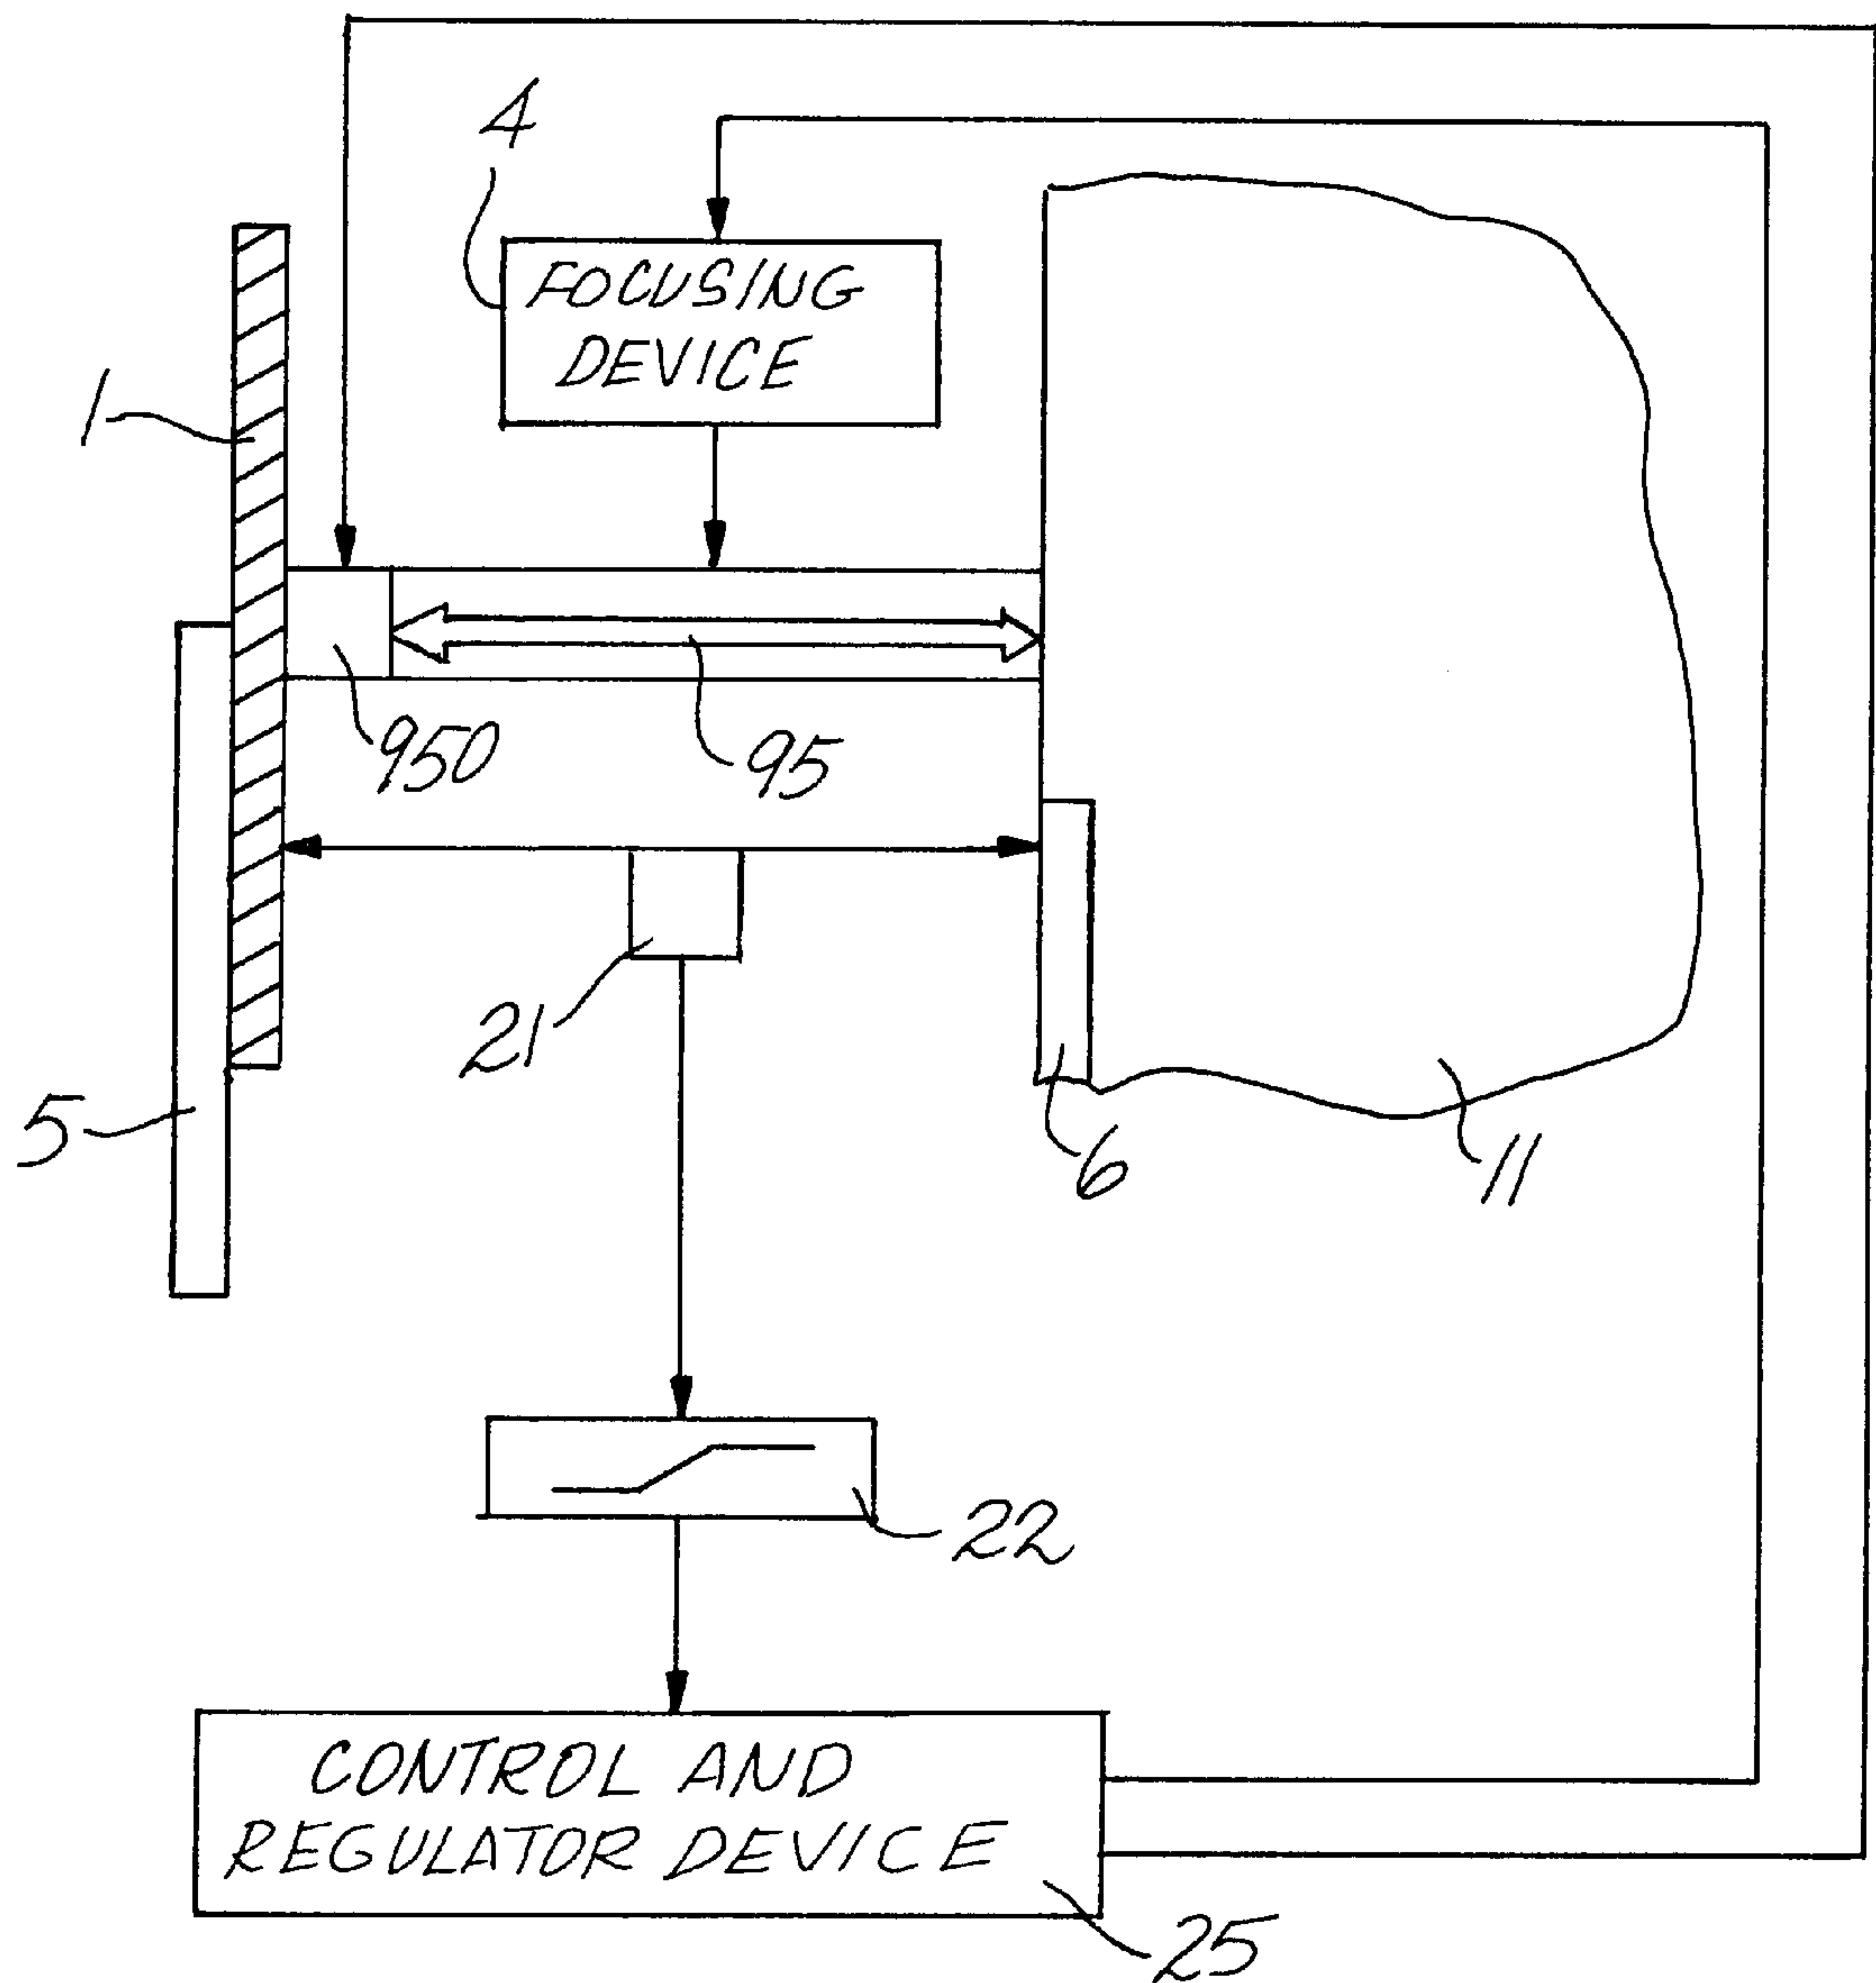 4
FOCUSING
DEVICE
1
950
95
21
5
6
11
22
CONTROL AND
REGULATOR DEVICE
25